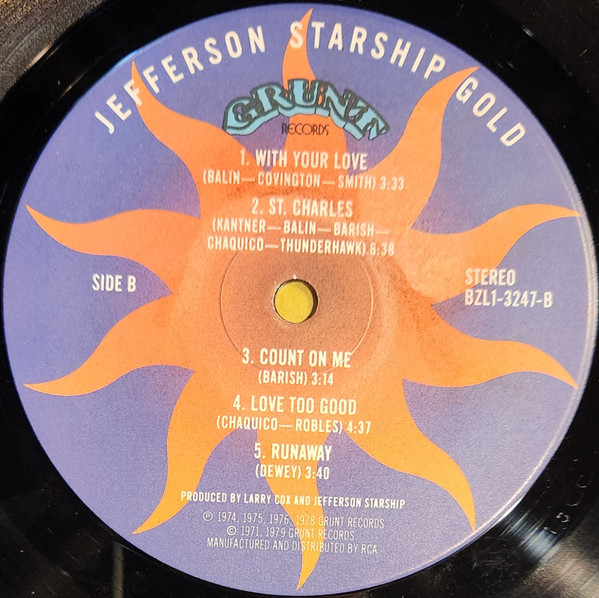 JEFFERSON STARSHIP GOLD
GRUNT
RECORDS
1. WITH YOUR LOVE
(BALIN—COVINGTON—SMITH) 3:33
2. ST. CHARLES
(KANTNER—BALIN—BARISH—
CHAQUICO—THUNDERHAWK) 6:38
SIDE B
STEREO
BZL1-3247-B
3. COUNT ON ME
(BARISH) 3:14
4. LOVE TOO GOOD
(CHAQUICO—ROBLES) 4:37
5. RUNAWAY
(DEWEY) 3:40
PRODUCED BY LARRY COX AND JEFFERSON STARSHIP
℗ 1974, 1975, 1976, 1978 GRUNT RECORDS
© 1971, 1979 GRUNT RECORDS
MANUFACTURED AND DISTRIBUTED BY RCA